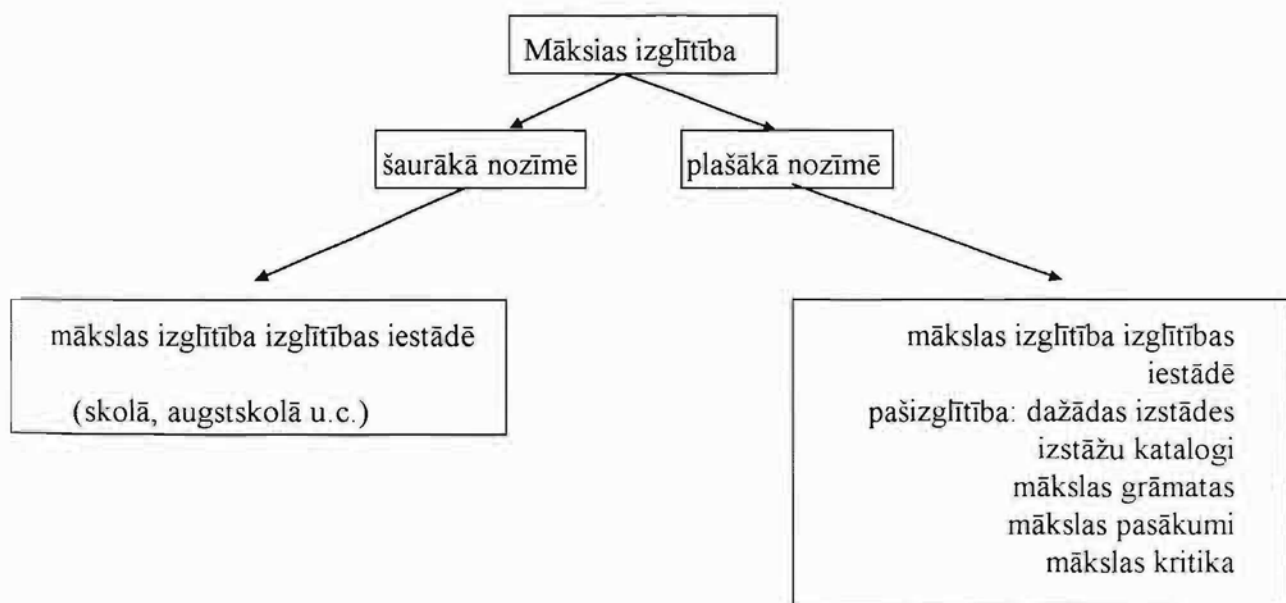 Māksias izglītība
šaurākā nozīmē
plašākā nozīmē
mākslas izglītība izglītības iestādē
(skolā, augstskolā u.c.)
mākslas izglītība izglītības
iestādē
pašizglītība: dažādas izstādes
izstāžu katalogi
mākslas grāmatas
mākslas pasākumi
mākslas kritika